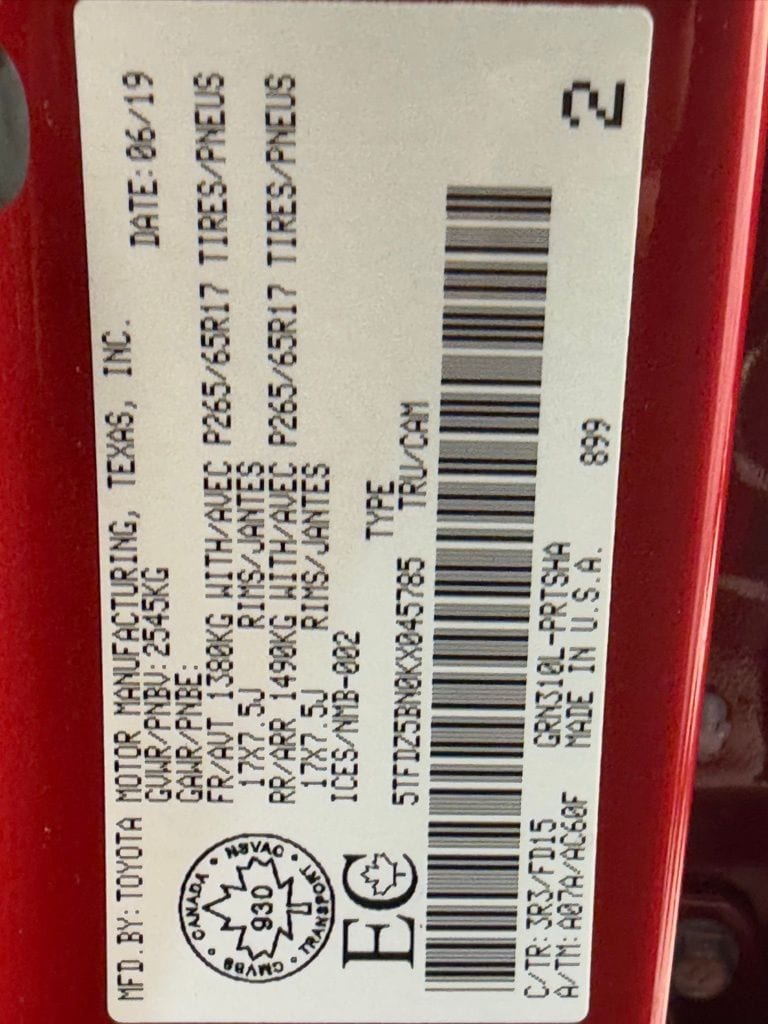 MFD.BY:TOYOTA MOTOR MANUFACTURING, TEXAS, INC.
DATE:06/19
GVWR/PNBV:2545KG
GAWR/PNBE:
FR/AVT 1380KG WITH/AVEC P265/65R17 TIRES/PNEUS
17X7.5J RIMS/JANTES
RR/ARR 1490KG WITH/AVEC P265/65R17 TIRES/PNEUS
17X7.5J RIMS/JANTES
ICES/NMB-002
TYPE
5TFDZ5BN0KX045785 TRU/CAM
CANADA • NSVAC • TRANSPORT • CMVSS •
930
EC
C/TR:3R3/FD15 GRN310L-PRTSHA 899
A/TM:A07A/AC60F MADE IN U.S.A.
2